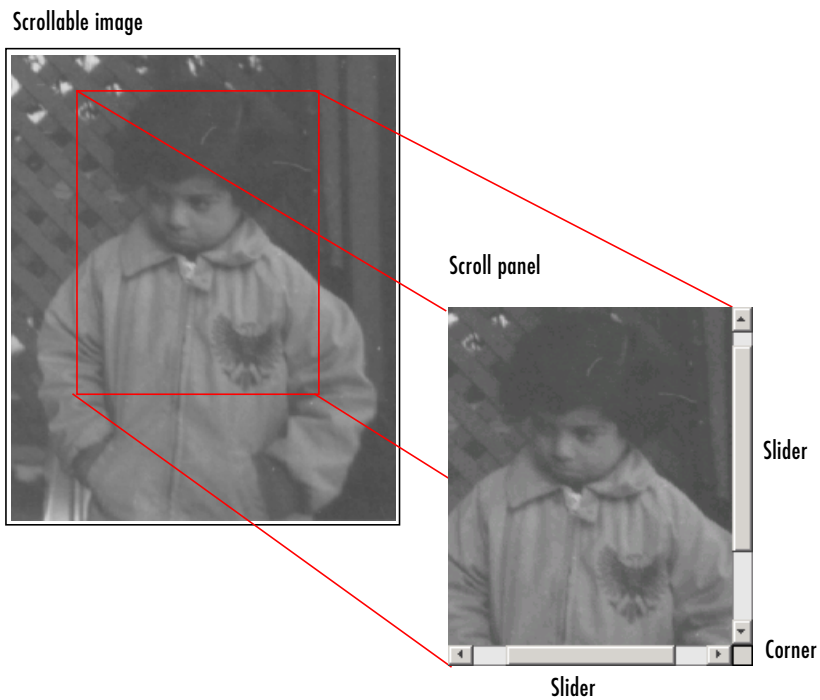 Scrollable image
Scroll panel
Slider
Corner
Slider